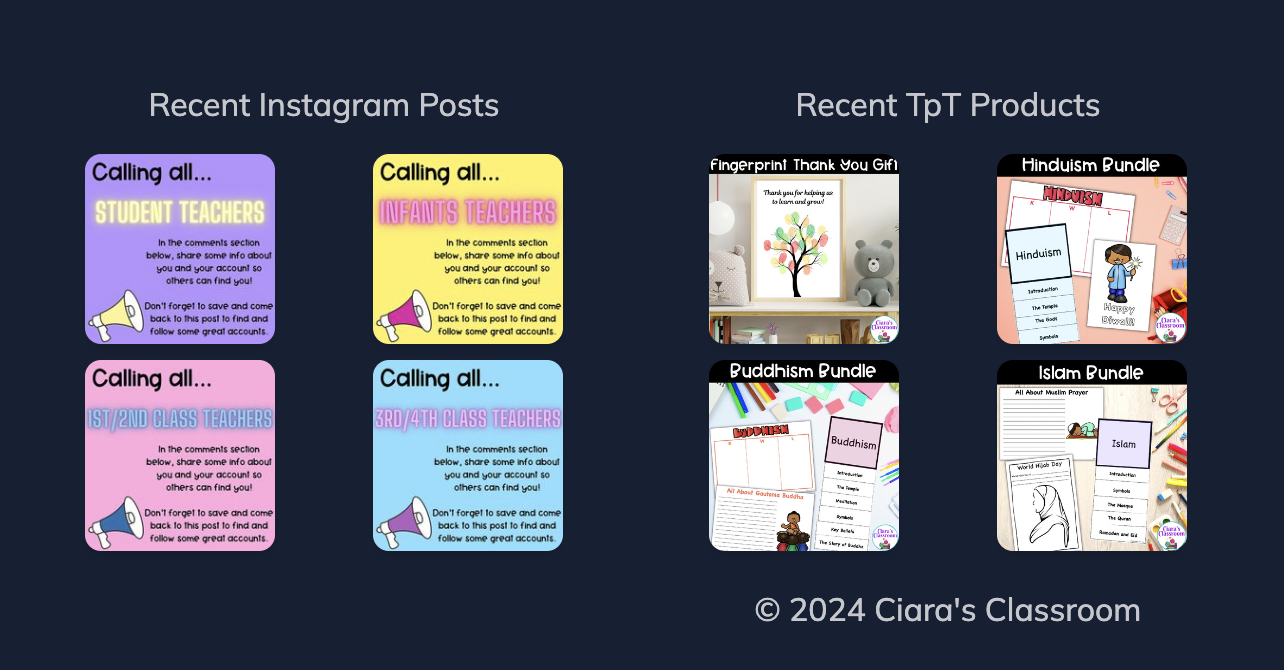 Recent Instagram Posts
Calling all...
STUDENT TEACHERS
In the comments section
below, share some info about
you and your account so
others can find you!
Don't forget to save and come
back to this post to find and
follow some great accounts.
Calling all...
INFANTS TEACHERS
In the comments section
below, share some info about
you and your account so
others can find you!
Don't forget to save and come
back to this post to find and
follow some great accounts.
Calling all...
1ST/2ND CLASS TEACHERS
In the comments section
below, share some info about
you and your account so
others can find you!
Don't forget to save and come
back to this post to find and
follow some great accounts.
Calling all...
3RD/4TH CLASS TEACHERS
In the comments section
below, share some info about
you and your account so
others can find you!
Don't forget to save and come
back to this post to find and
follow some great accounts.
Recent TpT Products
Fingerprint Thank You Gift
Thank you for helping us
to learn and grow!
Ciara's
Classroom
Hinduism Bundle
HINDUISM
K W L
Hinduism
Introduction
The Temple
The Gods
Symbols
Happy
Diwali!
Ciara's
Classroom
Buddhism Bundle
BUDDHISM
K W L
Buddhism
Introduction
The Temple
Meditation
Symbols
Key Beliefs
The Story of Buddha
All About Gautama Buddha
Ciara's
Classroom
Islam Bundle
All About Muslim Prayer
Islam
Introduction
Symbols
The Mosque
The Quran
Ramadan and Eid
World Hijab Day
Ciara's
Classroom
© 2024 Ciara's Classroom